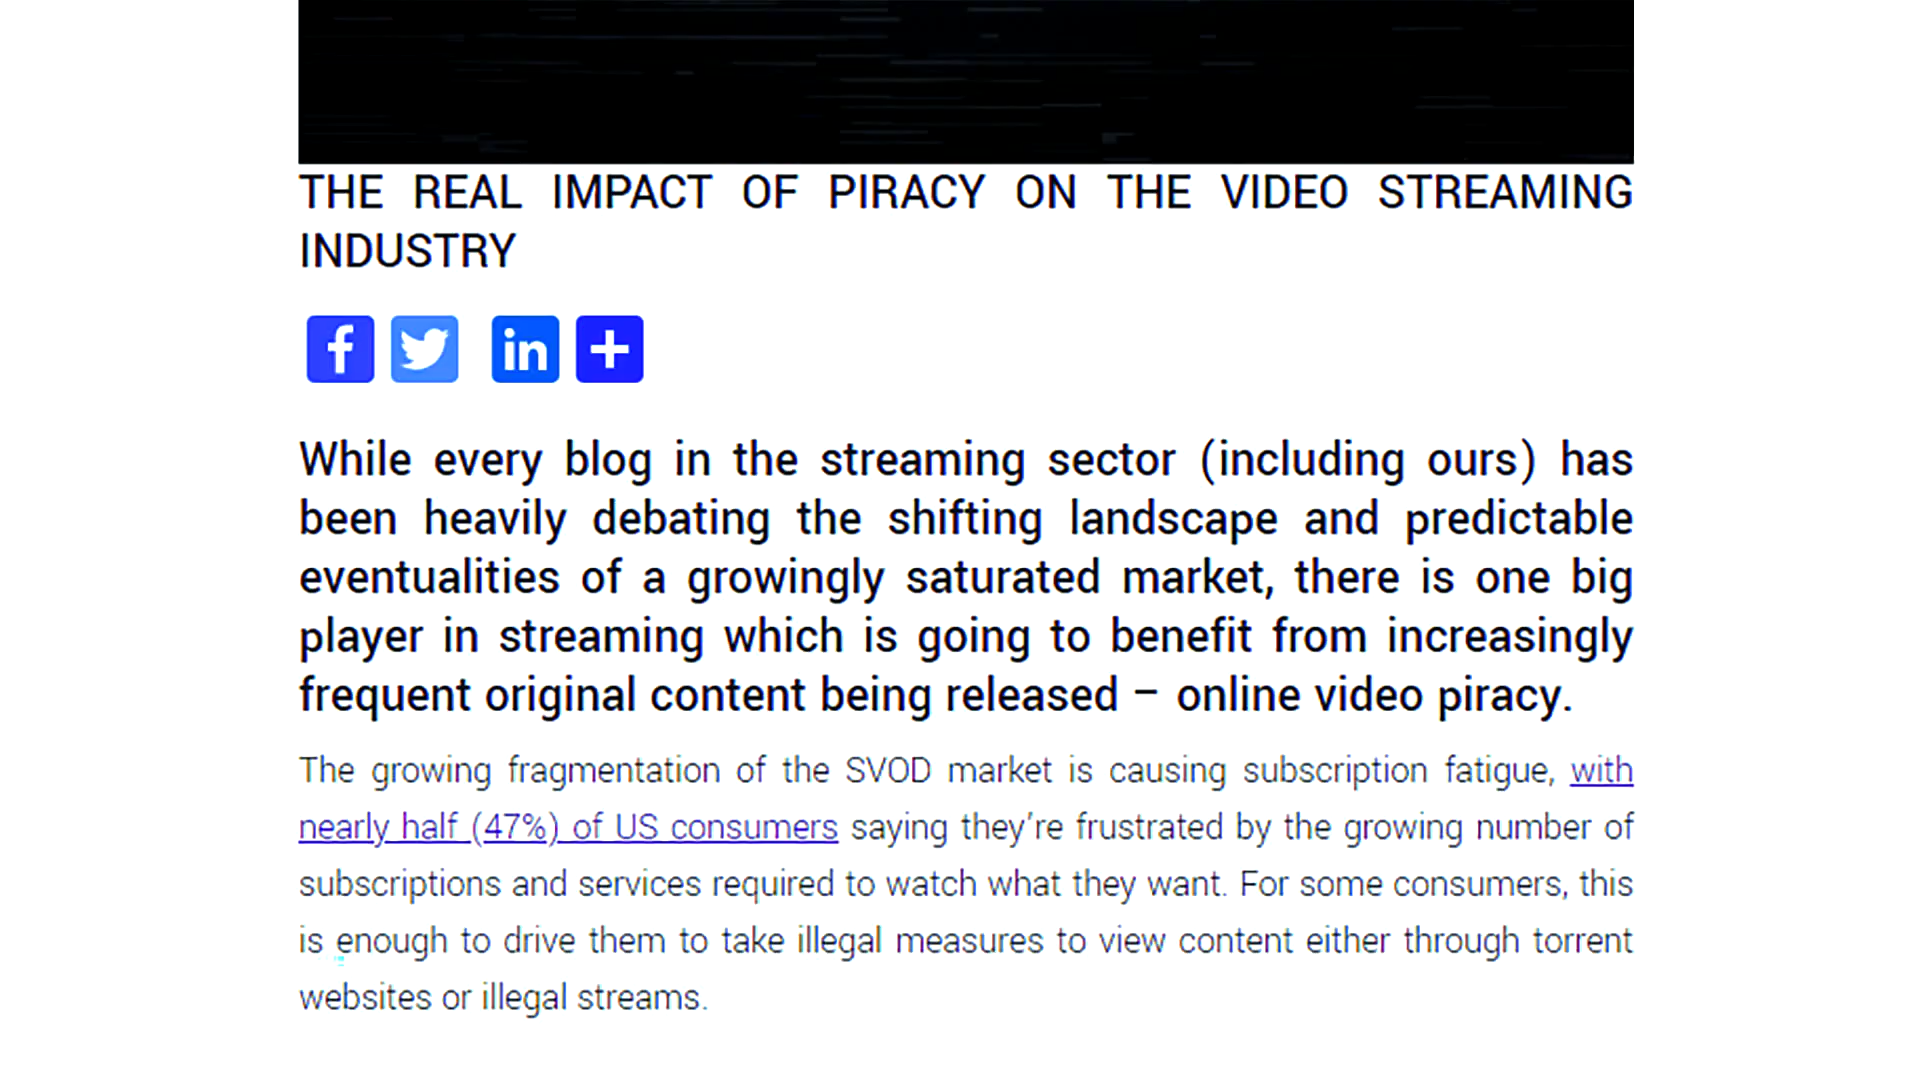 THE REAL IMPACT OF PIRACY ON THE VIDEO STREAMING
INDUSTRY
f
in
+
While every blog in the streaming sector (including ours) has
been heavily debating the shifting landscape and predictable
eventualities of a growingly saturated market, there is one big
player in streaming which is going to benefit from increasingly
frequent original content being released – online video piracy.
The growing fragmentation of the SVOD market is causing subscription fatigue, with
nearly half (47%) of US consumers saying they’re frustrated by the growing number of
subscriptions and services required to watch what they want. For some consumers, this
is enough to drive them to take illegal measures to view content either through torrent
websites or illegal streams.